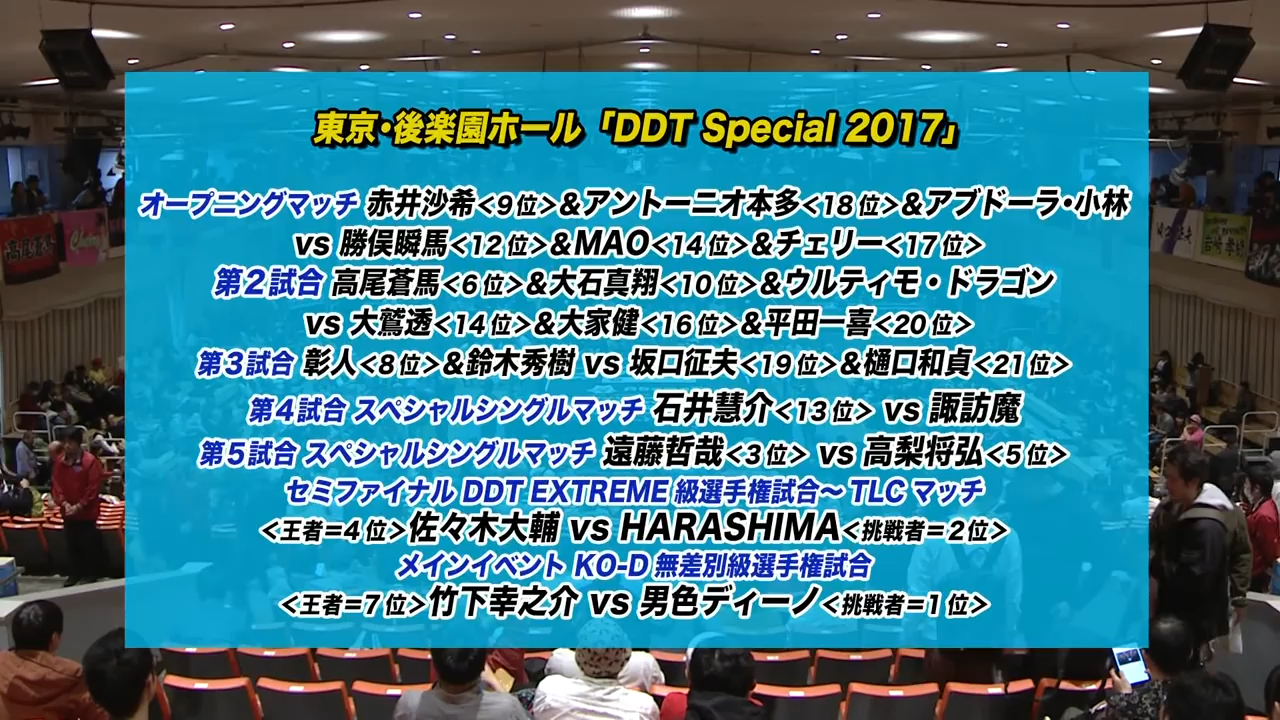 東京・後楽園ホール「DDT Special 2017」
オープニングマッチ 赤井沙希<9位>&アントーニオ本多<18位>&アブドーラ・小林
vs 勝俣瞬馬<12位>&MAO<14位>&チェリー<17位>
第2試合 高尾蒼馬<6位>&大石真翔<10位>&ウルティモ・ドラゴン
vs 大鷲透<14位>&大家健<16位>&平田一喜<20位>
第3試合 彰人<8位>&鈴木秀樹 vs 坂口征夫<19位>&樋口和貞<21位>
第4試合 スペシャルシングルマッチ 石井慧介<13位> vs 諏訪魔
第5試合 スペシャルシングルマッチ 遠藤哲哉<3位> vs 高梨将弘<5位>
セミファイナル DDT EXTREME級選手権試合〜TLCマッチ
<王者=4位>佐々木大輔 vs HARASHIMA<挑戦者=2位>
メインイベント KO-D無差別級選手権試合
<王者=7位>竹下幸之介 vs 男色ディーノ<挑戦者=1位>